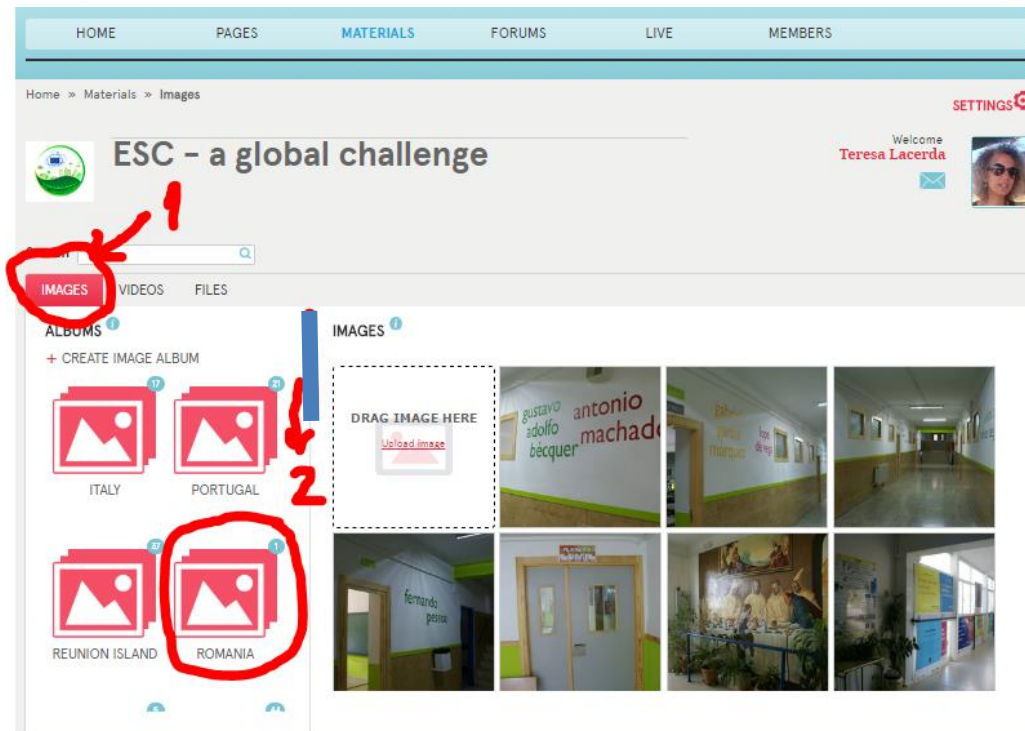 HOME PAGES MATERIALS FORUMS LIVE MEMBERS
Home » Materials » Images
SETTINGS
ESC - a global challenge
Welcome
Teresa Lacerda
1
IMAGES VIDEOS FILES
ALBUMS
IMAGES
+ CREATE IMAGE ALBUM
17
21
DRAG IMAGE HERE
Upload image
ITALY
PORTUGAL
2
gustavo
adolfo
bécquer
antonio
machado
1
REUNION ISLAND
ROMANIA
fernando
pessoa